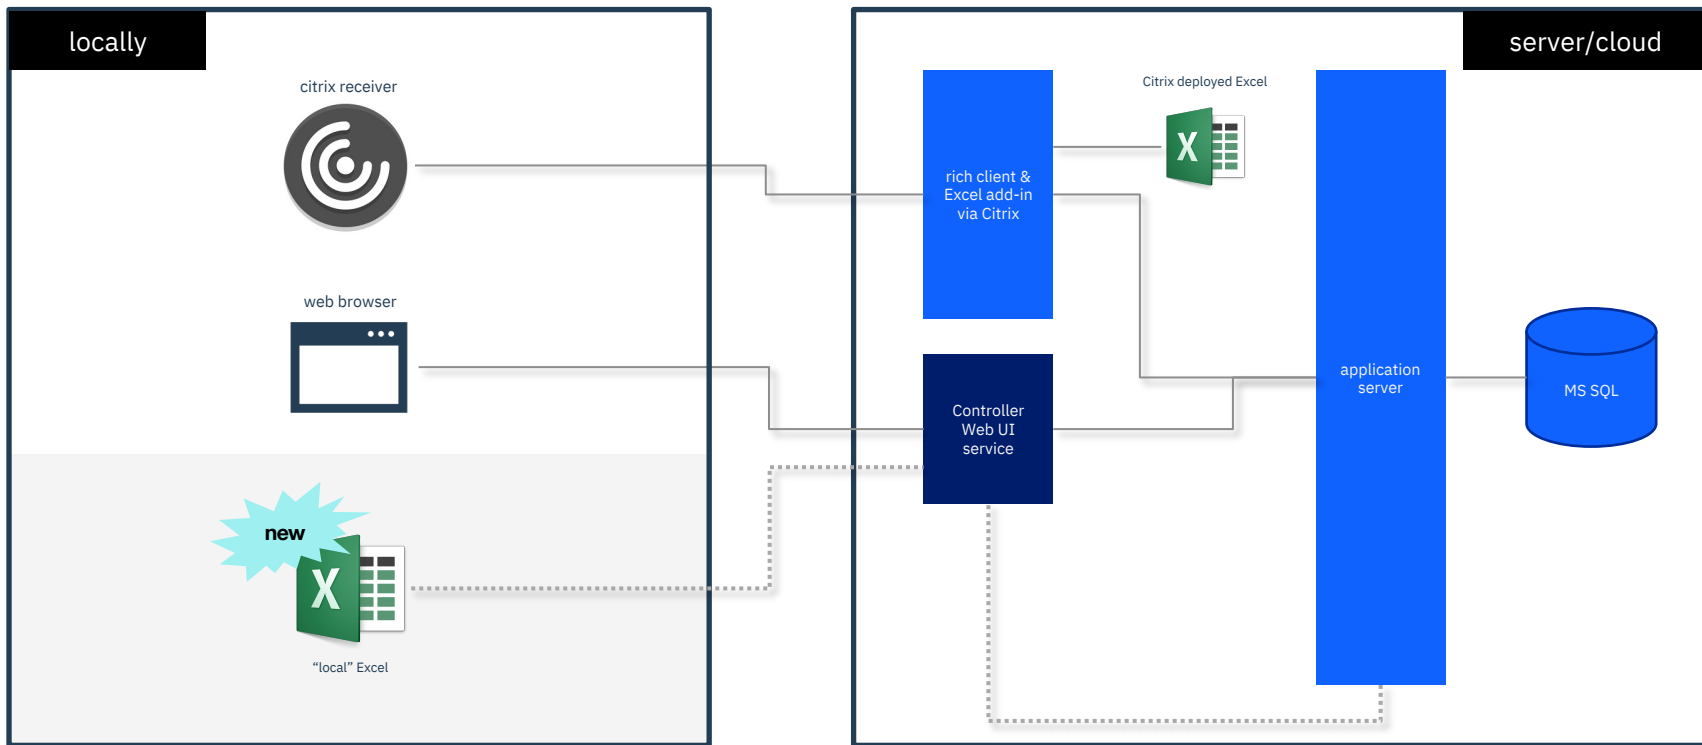 locally
server/cloud
citrix receiver
Citrix deployed Excel
X
rich client &
Excel add-in
via Citrix
web browser
application
server
MS SQL
Controller
Web UI
service
new
X
“local” Excel